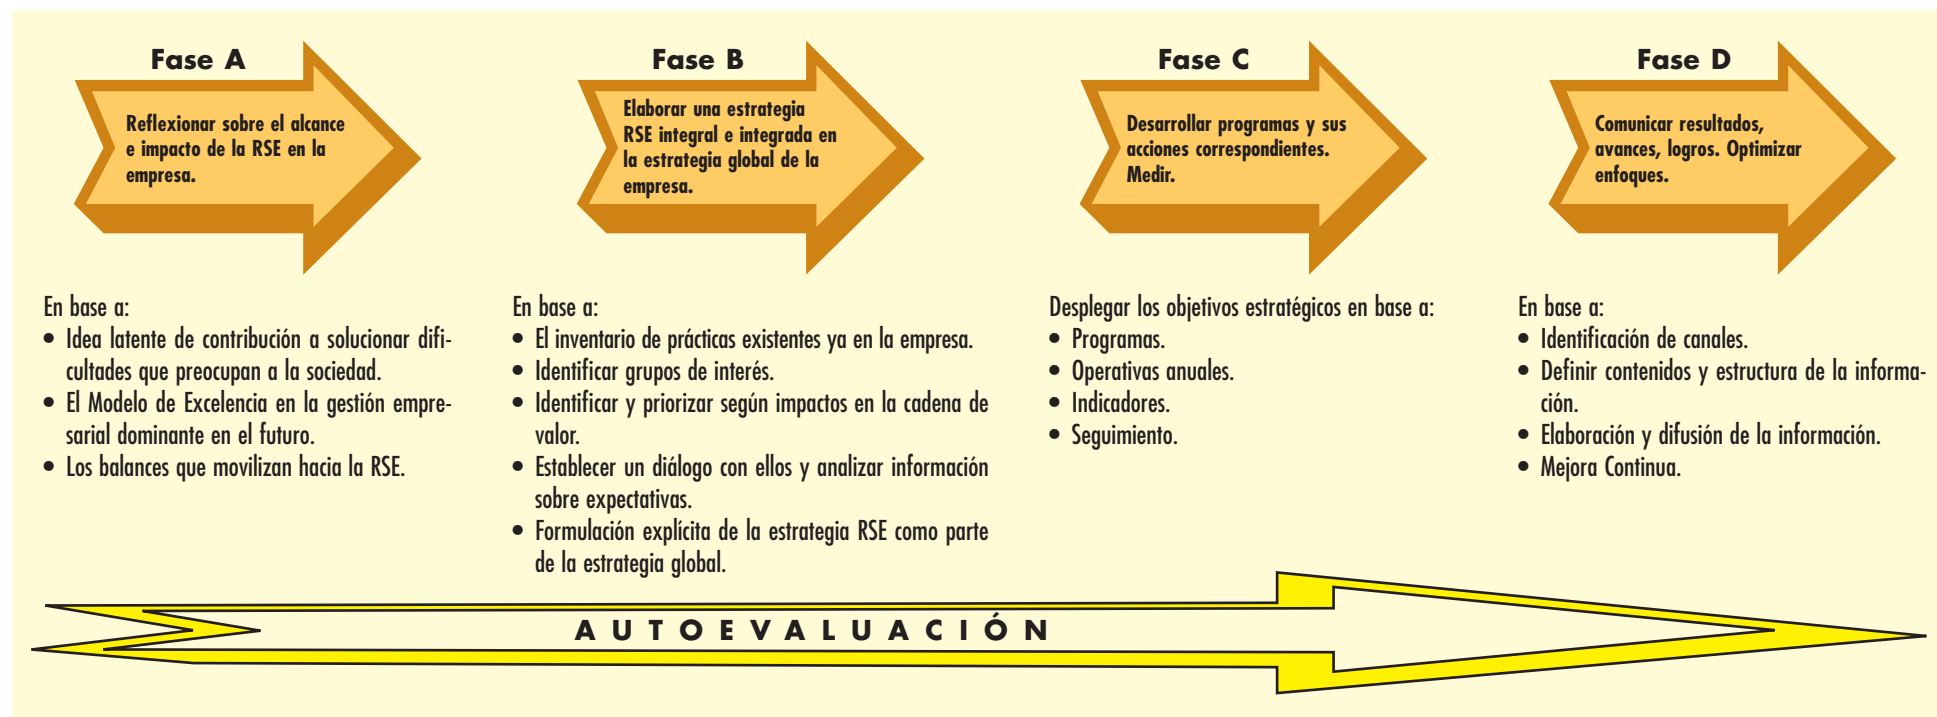 Fase A
Reflexionar sobre el alcance
e impacto de la RSE en la
empresa.
En base a:
• Idea latente de contribución a solucionar difi-
cultades que preocupan a la sociedad.
• El Modelo de Excelencia en la gestión empre-
sarial dominante en el futuro.
• Los balances que movilizan hacia la RSE.
Fase B
Elaborar una estrategia
RSE integral e integrada en
la estrategia global de la
empresa.
En base a:
• El inventario de prácticas existentes ya en la empresa.
• Identificar grupos de interés.
• Identificar y priorizar según impactos en la cadena de
valor.
• Establecer un diálogo con ellos y analizar información
sobre expectativas.
• Formulación explícita de la estrategia RSE como parte
de la estrategia global.
Fase C
Desarrollar programas y sus
acciones correspondientes.
Medir.
Desplegar los objetivos estratégicos en base a:
• Programas.
• Operativas anuales.
• Indicadores.
• Seguimiento.
Fase D
Comunicar resultados,
avances, logros. Optimizar
enfoques.
En base a:
• Identificación de canales.
• Definir contenidos y estructura de la informa-
ción.
• Elaboración y difusión de la información.
• Mejora Continua.
AUTOEVALUACIÓN